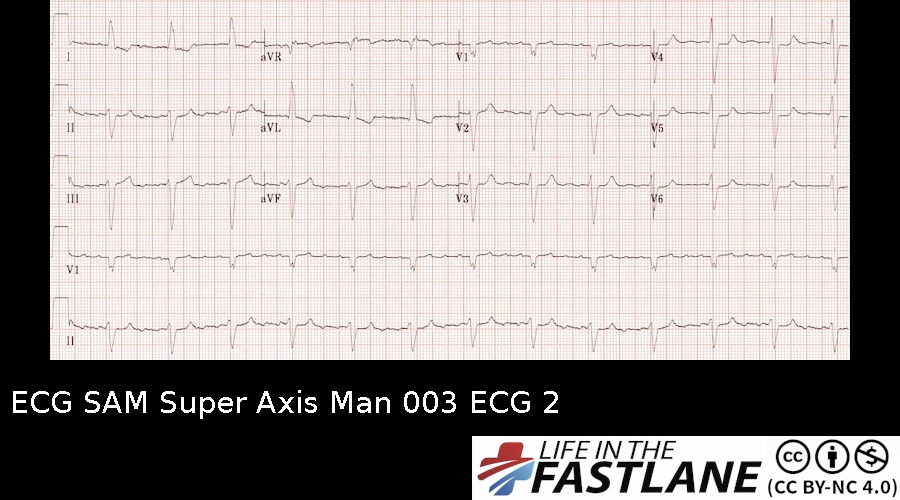 I aVR V1 V4
II aVL V2 V5
III aVF V3 V6
V1
II
ECG SAM Super Axis Man 003 ECG 2
LIFE IN THE
FASTLANE
cc
(CC BY-NC 4.0)